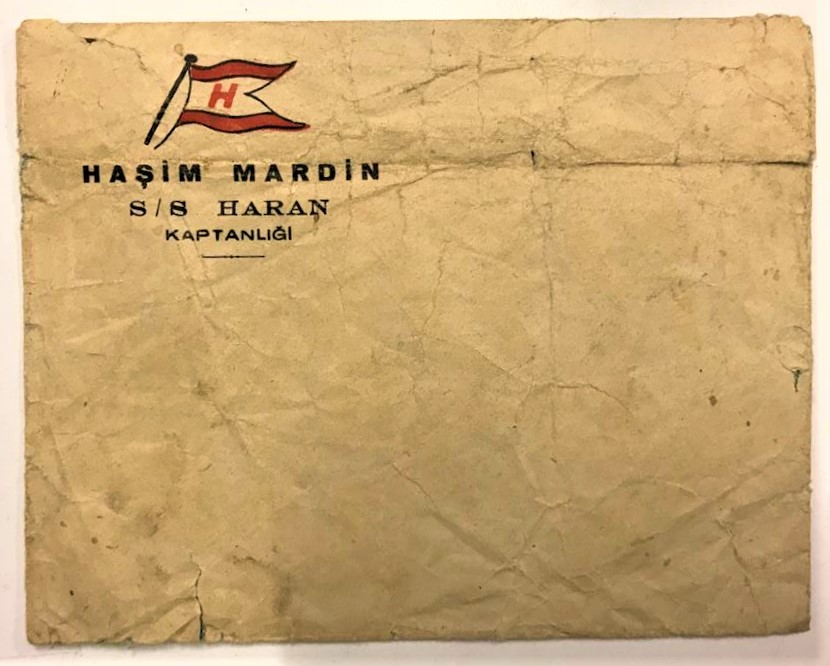 H
HAŞİM MARDİN
S/S HARAN
KAPTANLIĞI